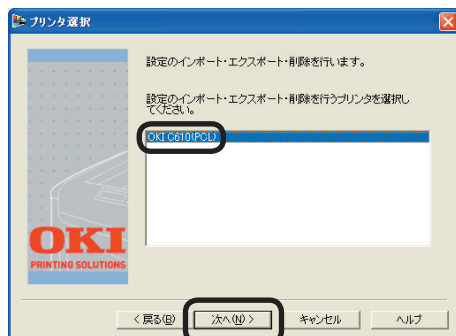 プリンタ選択
設定のインポート・エクスポート・削除を行います。
設定のインポート・エクスポート・削除を行うプリンタを選択し
てください。
OKI C610(PCL)
OKI
PRINTING SOLUTIONS
< 戻る(B)
次へ(N) >
キャンセル
ヘルプ